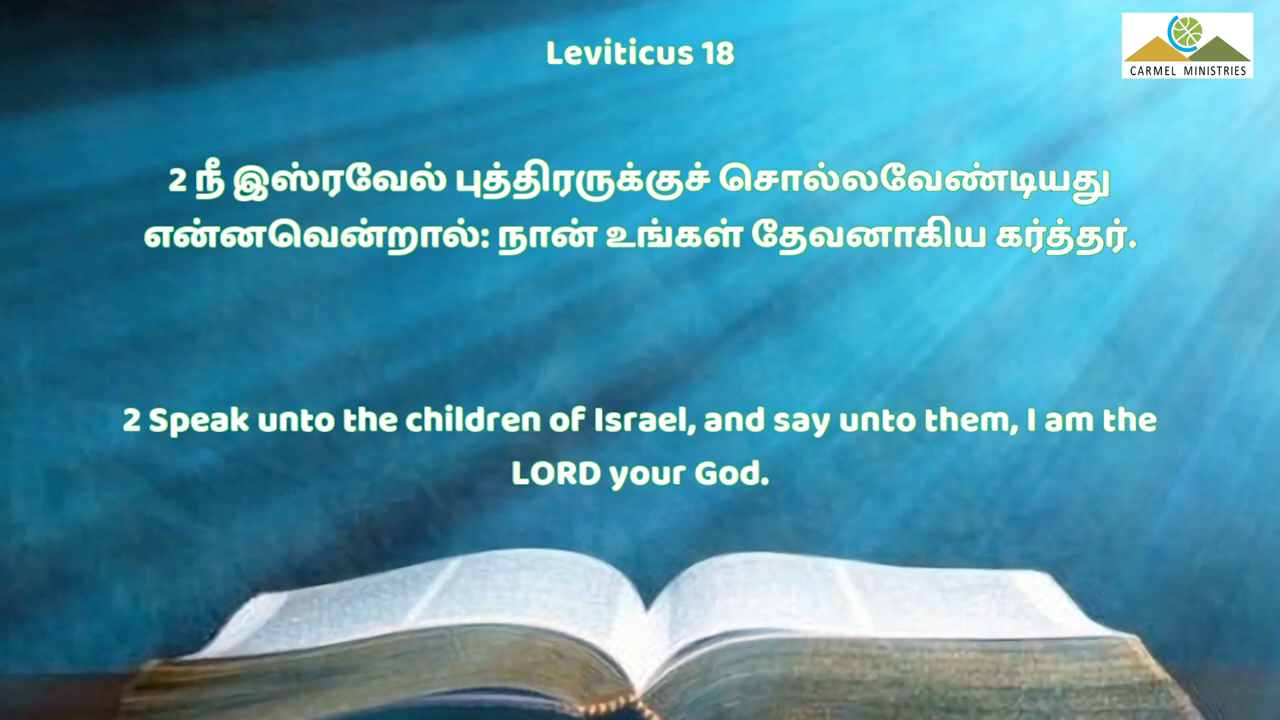 Leviticus 18
CARMEL MINISTRIES
2 நீ இஸ்ரவேல் புத்திரருக்குச் சொல்லவேண்டியது
என்னவென்றால்: நான் உங்கள் தேவனாகிய கர்த்தர்.
2 Speak unto the children of Israel, and say unto them, I am the
LORD your God.